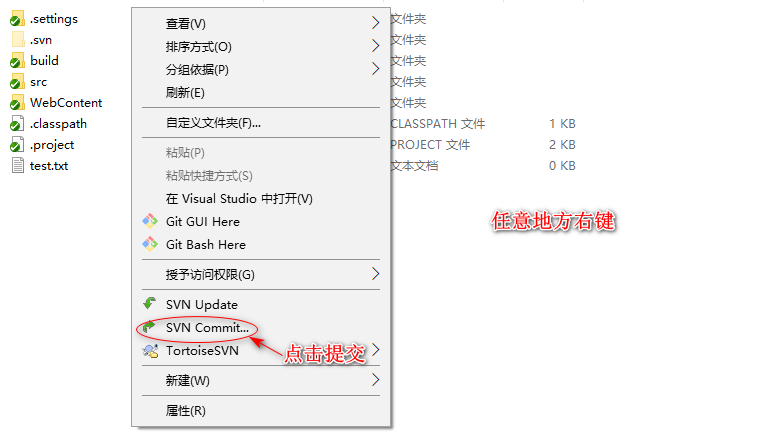 .settings
.svn
build
src
WebContent
.classpath
.project
test.txt
查看(V)
排序方式(O)
分组依据(P)
刷新(E)
自定义文件夹(F)...
粘贴(P)
粘贴快捷方式(S)
在 Visual Studio 中打开(V)
Git GUI Here
Git Bash Here
授予访问权限(G)
SVN Update
SVN Commit...
TortoiseSVN
新建(W)
属性(R)
点击提交
文件夹
文件夹
文件夹
文件夹
文件夹
CLASSPATH 文件 1 KB
PROJECT 文件 2 KB
文本文档 0 KB
任意地方右键